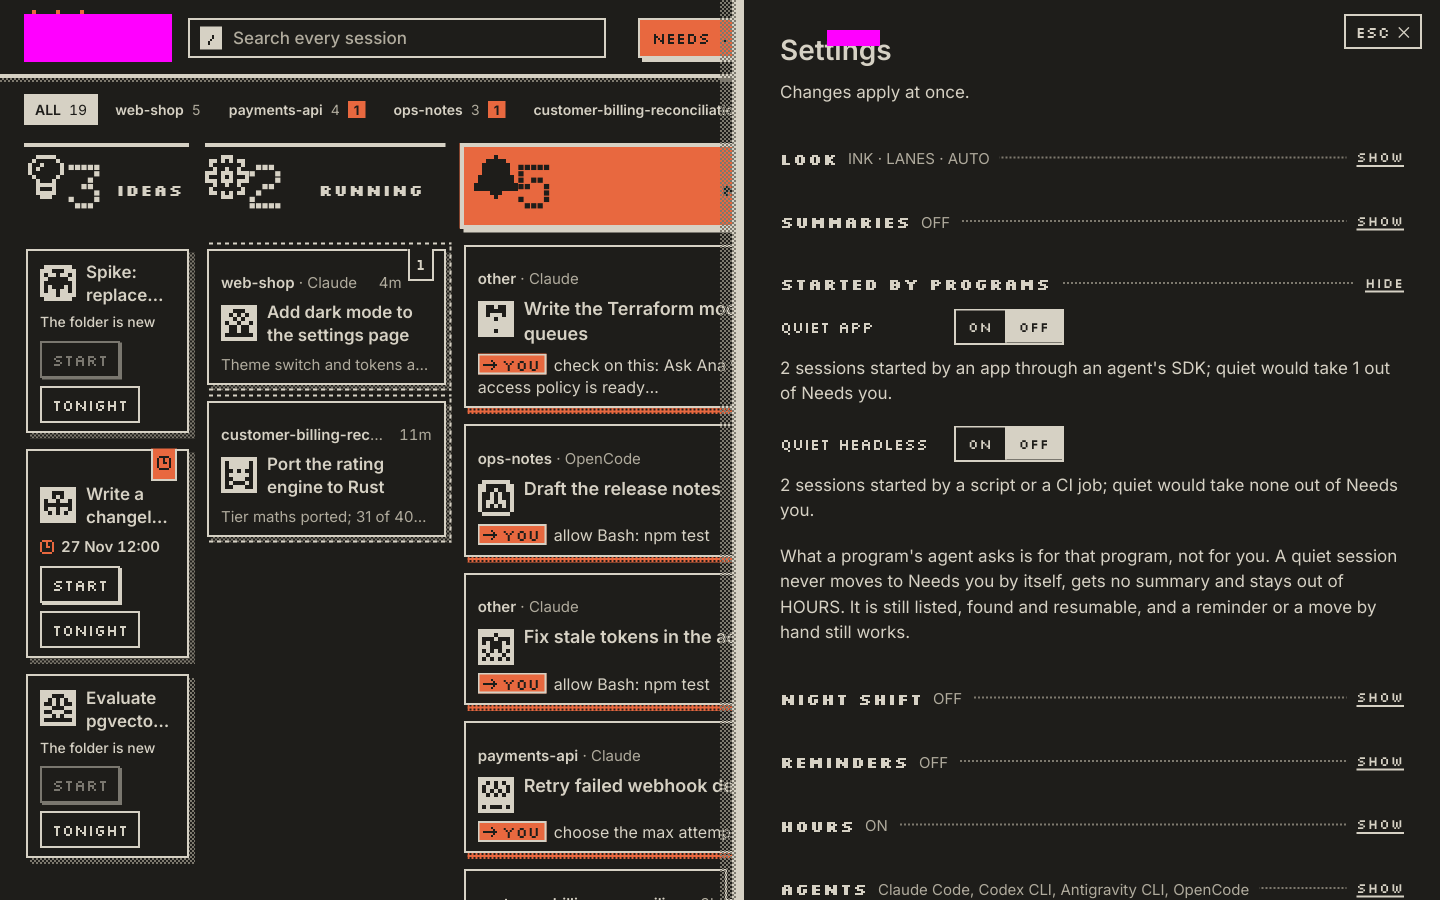 / Search every session
NEEDS
ALL 19 web-shop 5 payments-api 4 1 ops-notes 3 1
3 IDEAS
2 RUNNING
5
Spike:
replace...
The folder is new
START
TONIGHT
Write a
changel...
27 Nov 12:00
START
TONIGHT
Evaluate
pgvecto...
The folder is new
START
TONIGHT
1
web-shop · Claude 4m
Add dark mode to
the settings page
Theme switch and tokens a...
customer-billing-rec... 11m
Port the rating
engine to Rust
Tier maths ported; 31 of 40...
other · Claude
Write the Terraform
queues
→ YOU check on this: Ask Ana
access policy is ready...
ops-notes · OpenCode
Draft the release notes
→ YOU allow Bash: npm test
other · Claude
Fix stale tokens in the
→ YOU allow Bash: npm test
payments-api · Claude
Retry failed webhook
→ YOU choose the max
Settings
ESC ×
Changes apply at once.
LOOK INK · LANES · AUTO SHOW
SUMMARIES OFF SHOW
STARTED BY PROGRAMS HIDE
QUIET APP ON OFF
2 sessions started by an app through an agent's SDK; quiet would take 1 out
of Needs you.
QUIET HEADLESS ON OFF
2 sessions started by a script or a CI job; quiet would take none out of Needs
you.
What a program's agent asks is for that program, not for you. A quiet session
never moves to Needs you by itself, gets no summary and stays out of
HOURS. It is still listed, found and resumable, and a reminder or a move by
hand still works.
NIGHT SHIFT OFF SHOW
REMINDERS OFF SHOW
HOURS ON SHOW
AGENTS Claude Code, Codex CLI, Antigravity CLI, OpenCode SHOW